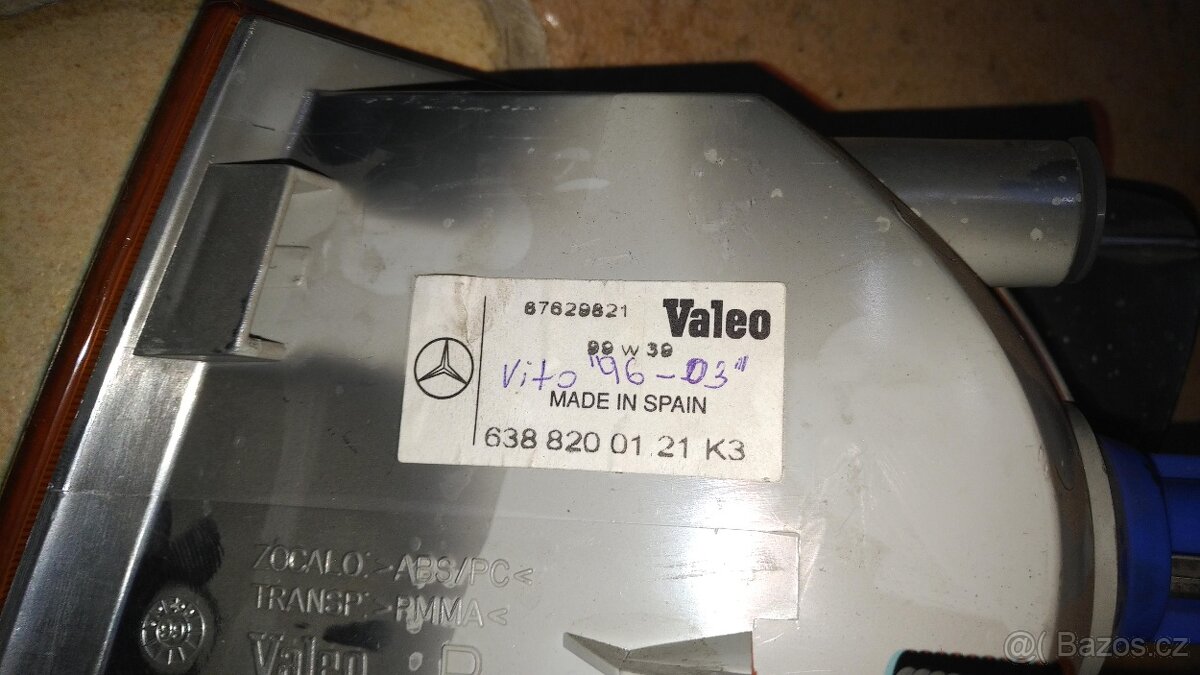 67629821
Valeo
99 W 39
Vito "96-03"
MADE IN SPAIN
638 820 01 21 K3
ZOCALO:>ABS/PC<
TRANSP:>PMMA<
Valeo D
@( Bazos.cz